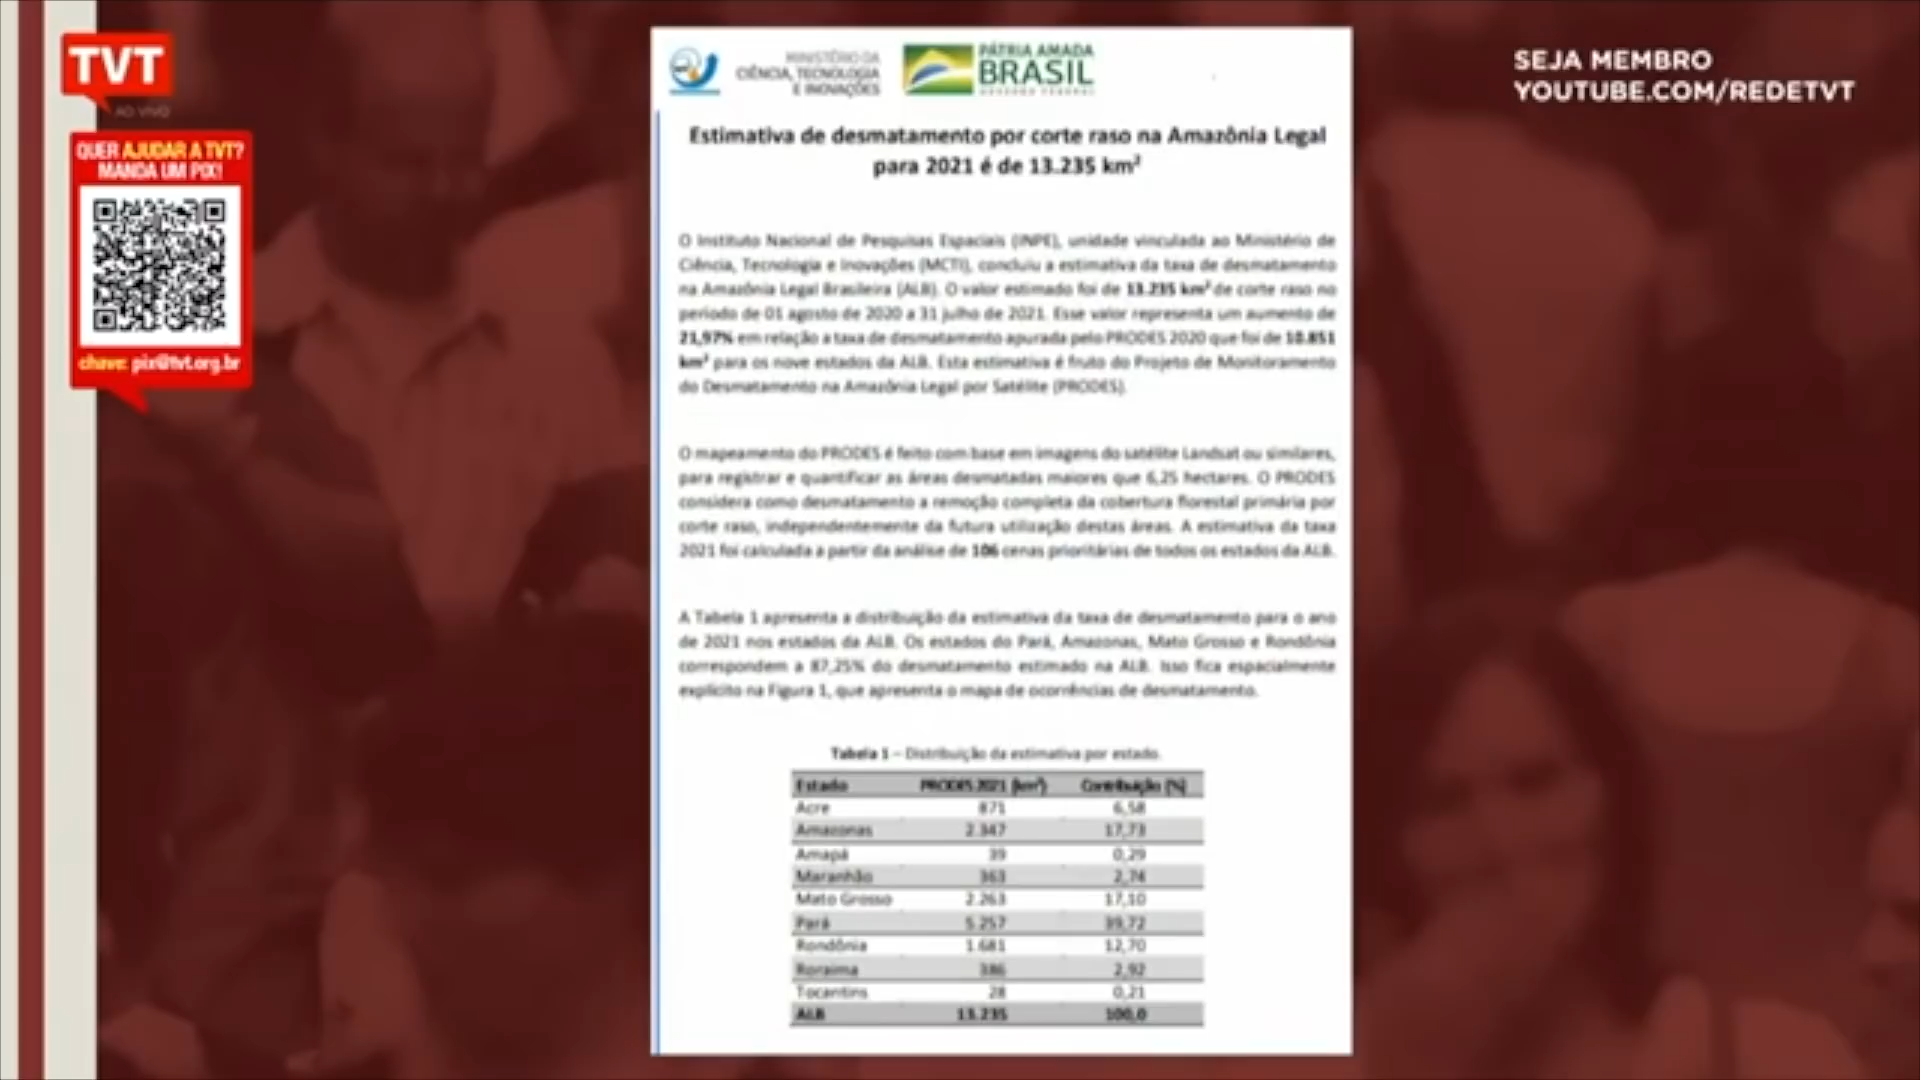 TVT
AO VIVO
QUER AJUDAR A TVT?
MANDA UM PIX!
chave: pix@tvt.org.br
SEJA MEMBRO
YOUTUBE.COM/REDETVT
MINISTÉRIO DA
CIÊNCIA, TECNOLOGIA
E INOVAÇÕES
PÁTRIA AMADA
BRASIL
GOVERNO FEDERAL
Estimativa de desmatamento por corte raso na Amazônia Legal
para 2021 é de 13.235 km²
O Instituto Nacional de Pesquisas Espaciais (INPE), unidade vinculada ao Ministério de
Ciência, Tecnologia e Inovações (MCTI), concluiu a estimativa da taxa de desmatamento
na Amazônia Legal Brasileira (ALB). O valor estimado foi de 13.235 km² de corte raso no
período de 01 agosto de 2020 a 31 julho de 2021. Esse valor representa um aumento de
21,97% em relação a taxa de desmatamento apurada pelo PRODES 2020 que foi de 10.851
km² para os nove estados da ALB. Esta estimativa é fruto do Projeto de Monitoramento
do Desmatamento na Amazônia Legal por Satélite (PRODES).
O mapeamento do PRODES é feito com base em imagens do satélite Landsat ou similares,
para registrar e quantificar as áreas desmatadas maiores que 6,25 hectares. O PRODES
considera como desmatamento a remoção completa da cobertura florestal primária por
corte raso, independentemente da futura utilização destas áreas. A estimativa da taxa
2021 foi calculada a partir da análise de 106 cenas prioritárias de todos os estados da ALB.
A Tabela 1 apresenta a distribuição da estimativa da taxa de desmatamento para o ano
de 2021 nos estados da ALB. Os estados do Pará, Amazonas, Mato Grosso e Rondônia
correspondem a 87,25% do desmatamento estimado na ALB. Isso fica espacialmente
explícito na Figura 1, que apresenta o mapa de ocorrências de desmatamento.
Tabela 1 – Distribuição da estimativa por estado.
Estado PRODES 2021 (km²) Contribuição (%)
Acre 871 6,58
Amazonas 2.347 17,73
Amapá 39 0,29
Maranhão 363 2,74
Mato Grosso 2.263 17,10
Pará 5.257 39,72
Rondônia 1.681 12,70
Roraima 386 2,92
Tocantins 28 0,21
ALB 13.235 100,0